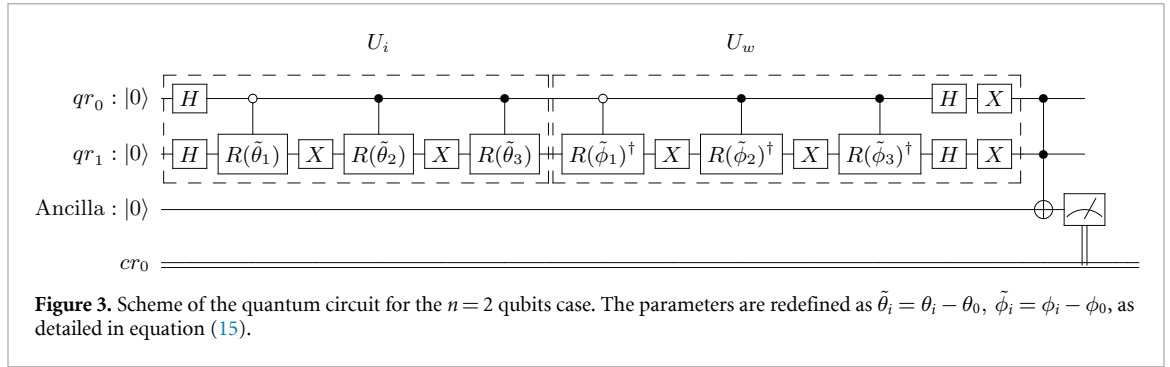 U_i U_w
qr_0 : |0⟩ H H X
qr_1 : |0⟩ H R(θ̃_1) X R(θ̃_2) X R(θ̃_3) R(φ̃_1)† X R(φ̃_2)† X R(φ̃_3)† H X
Ancilla : |0⟩
cr_0
Figure 3. Scheme of the quantum circuit for the n = 2 qubits case. The parameters are redefined as θ̃_i = θ_i − θ_0, φ̃_i = φ_i − φ_0, as
detailed in equation (15).